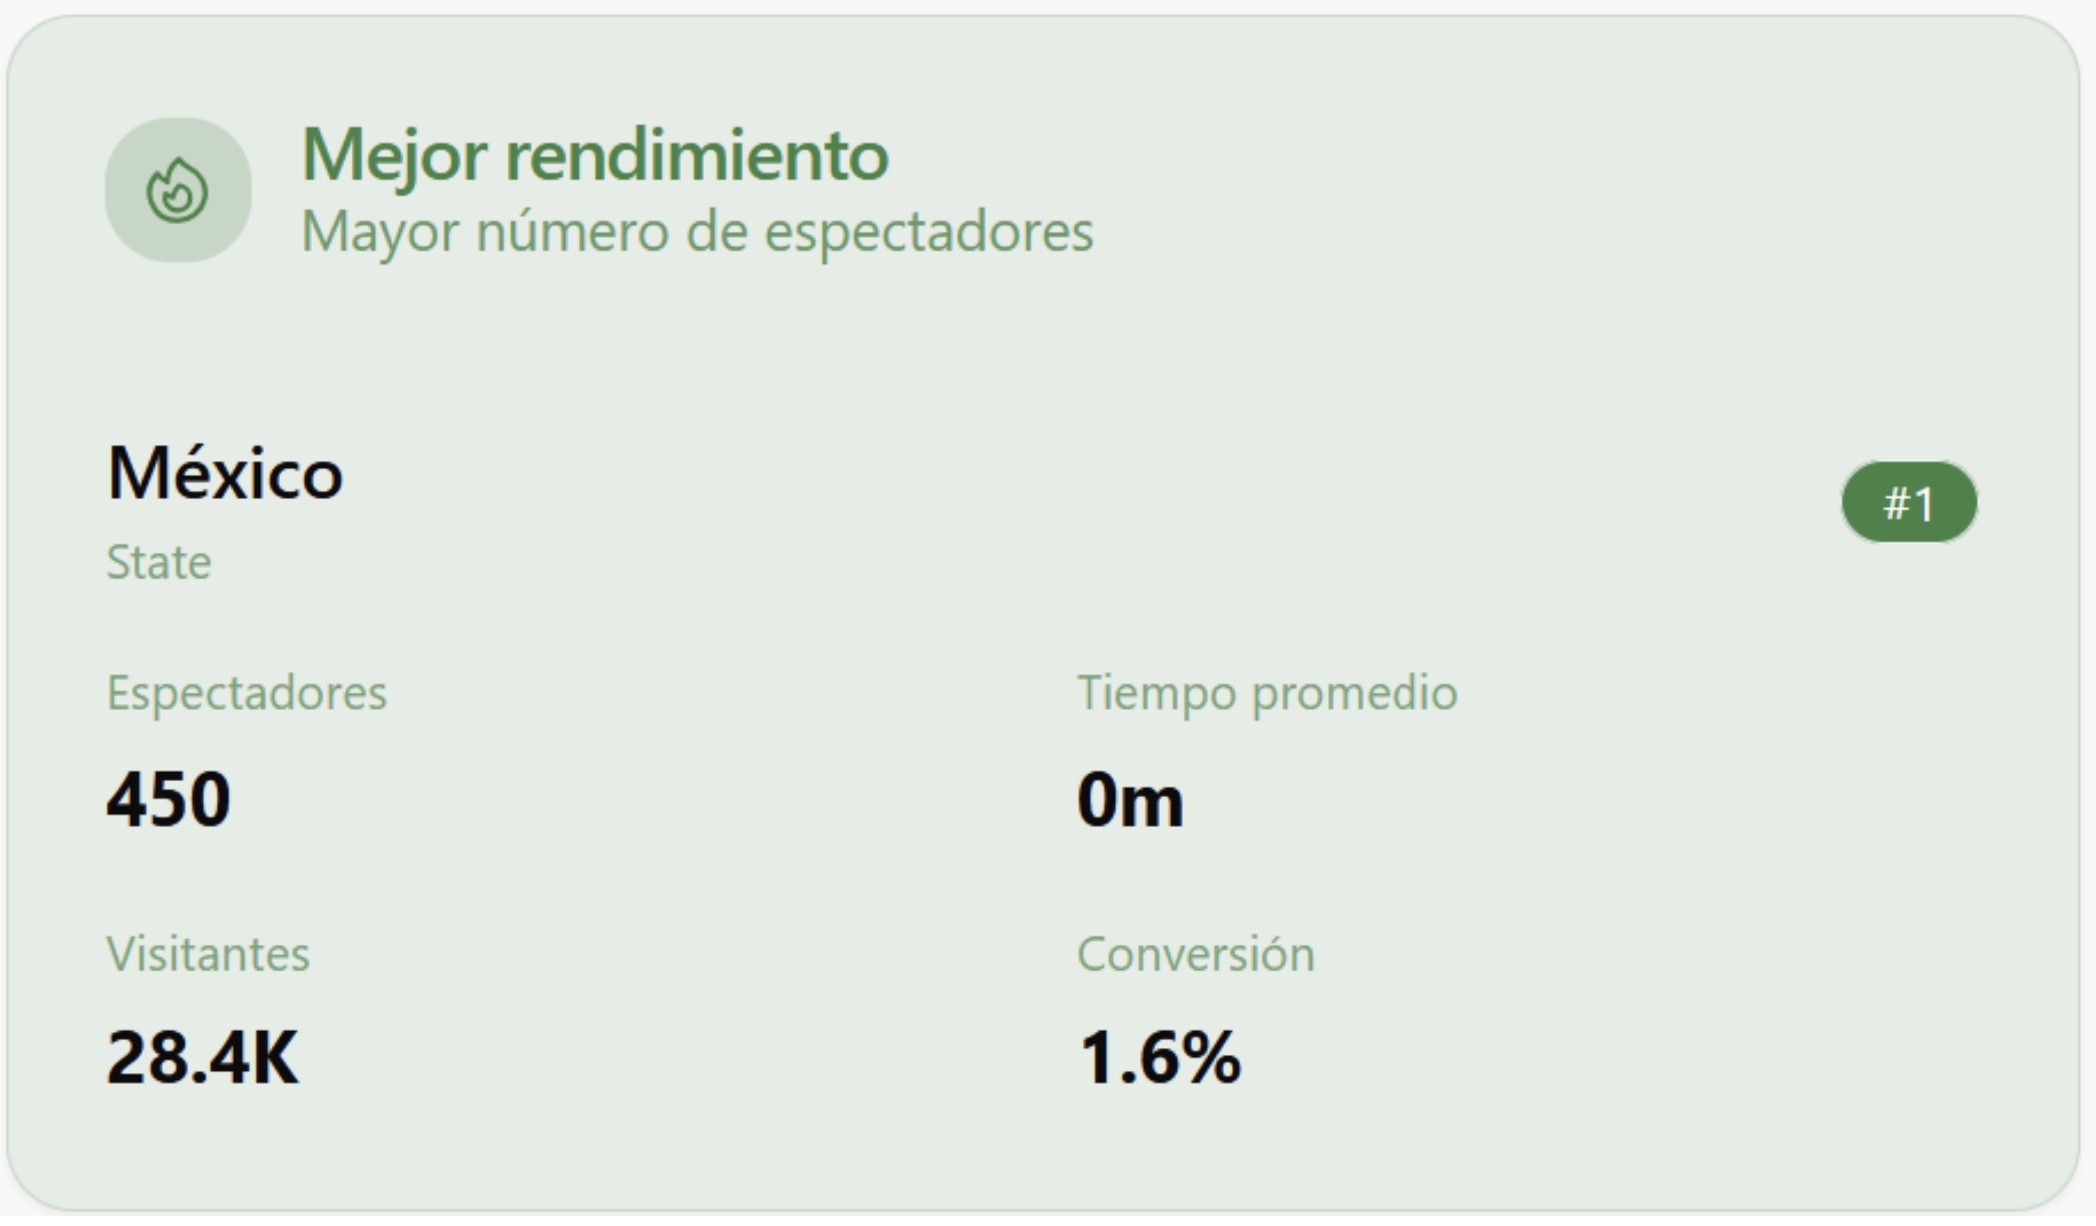 Mejor rendimiento
Mayor número de espectadores
México
#1
State
Espectadores
Tiempo promedio
450
0m
Visitantes
Conversión
28.4K
1.6%